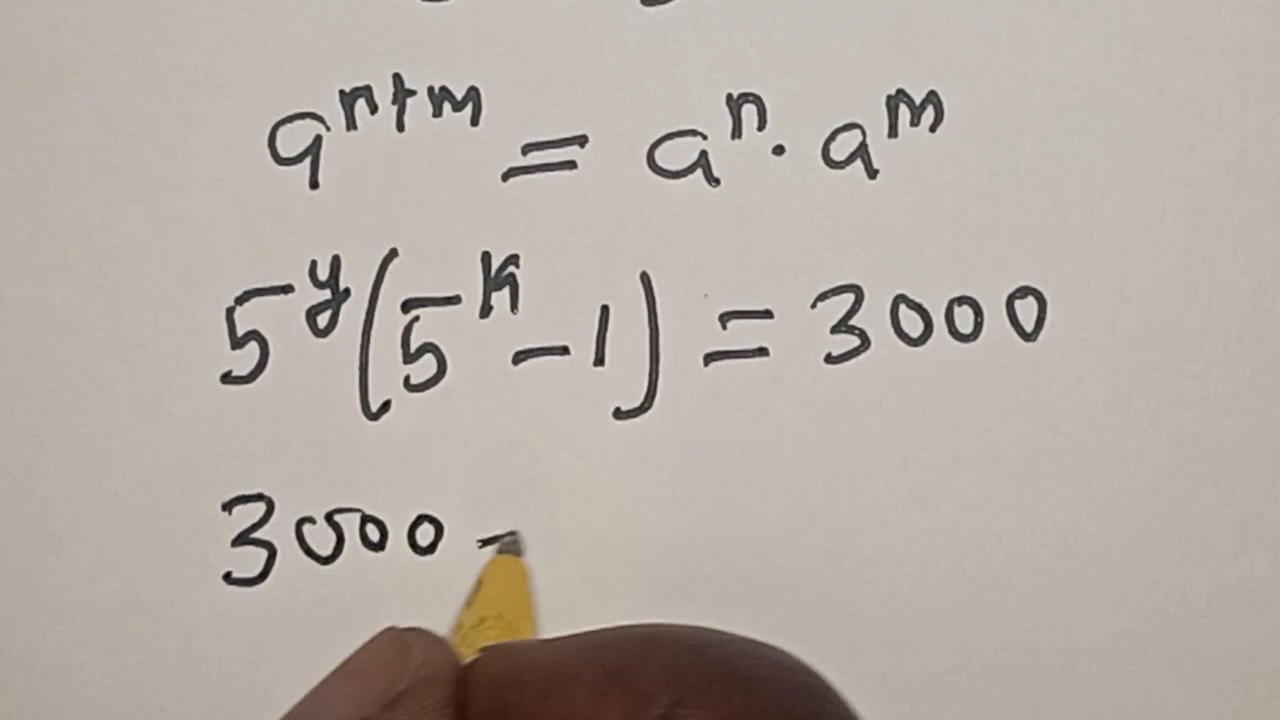 a^{n+m} = a^n · a^m
5^y(5^k - 1) = 3000
3000 -